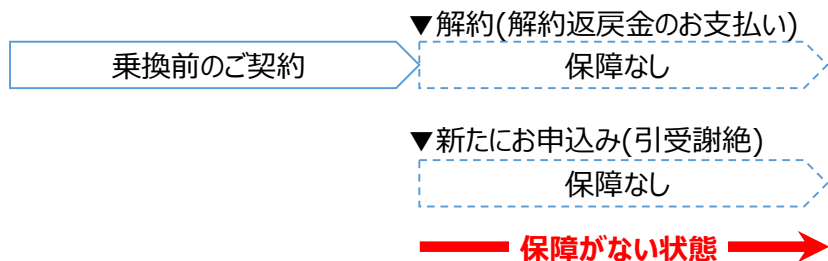 ▼解約(解約返戻金のお支払い)
乗換前のご契約
保障なし
▼新たにお申込み(引受謝絶)
保障なし
保障がない状態